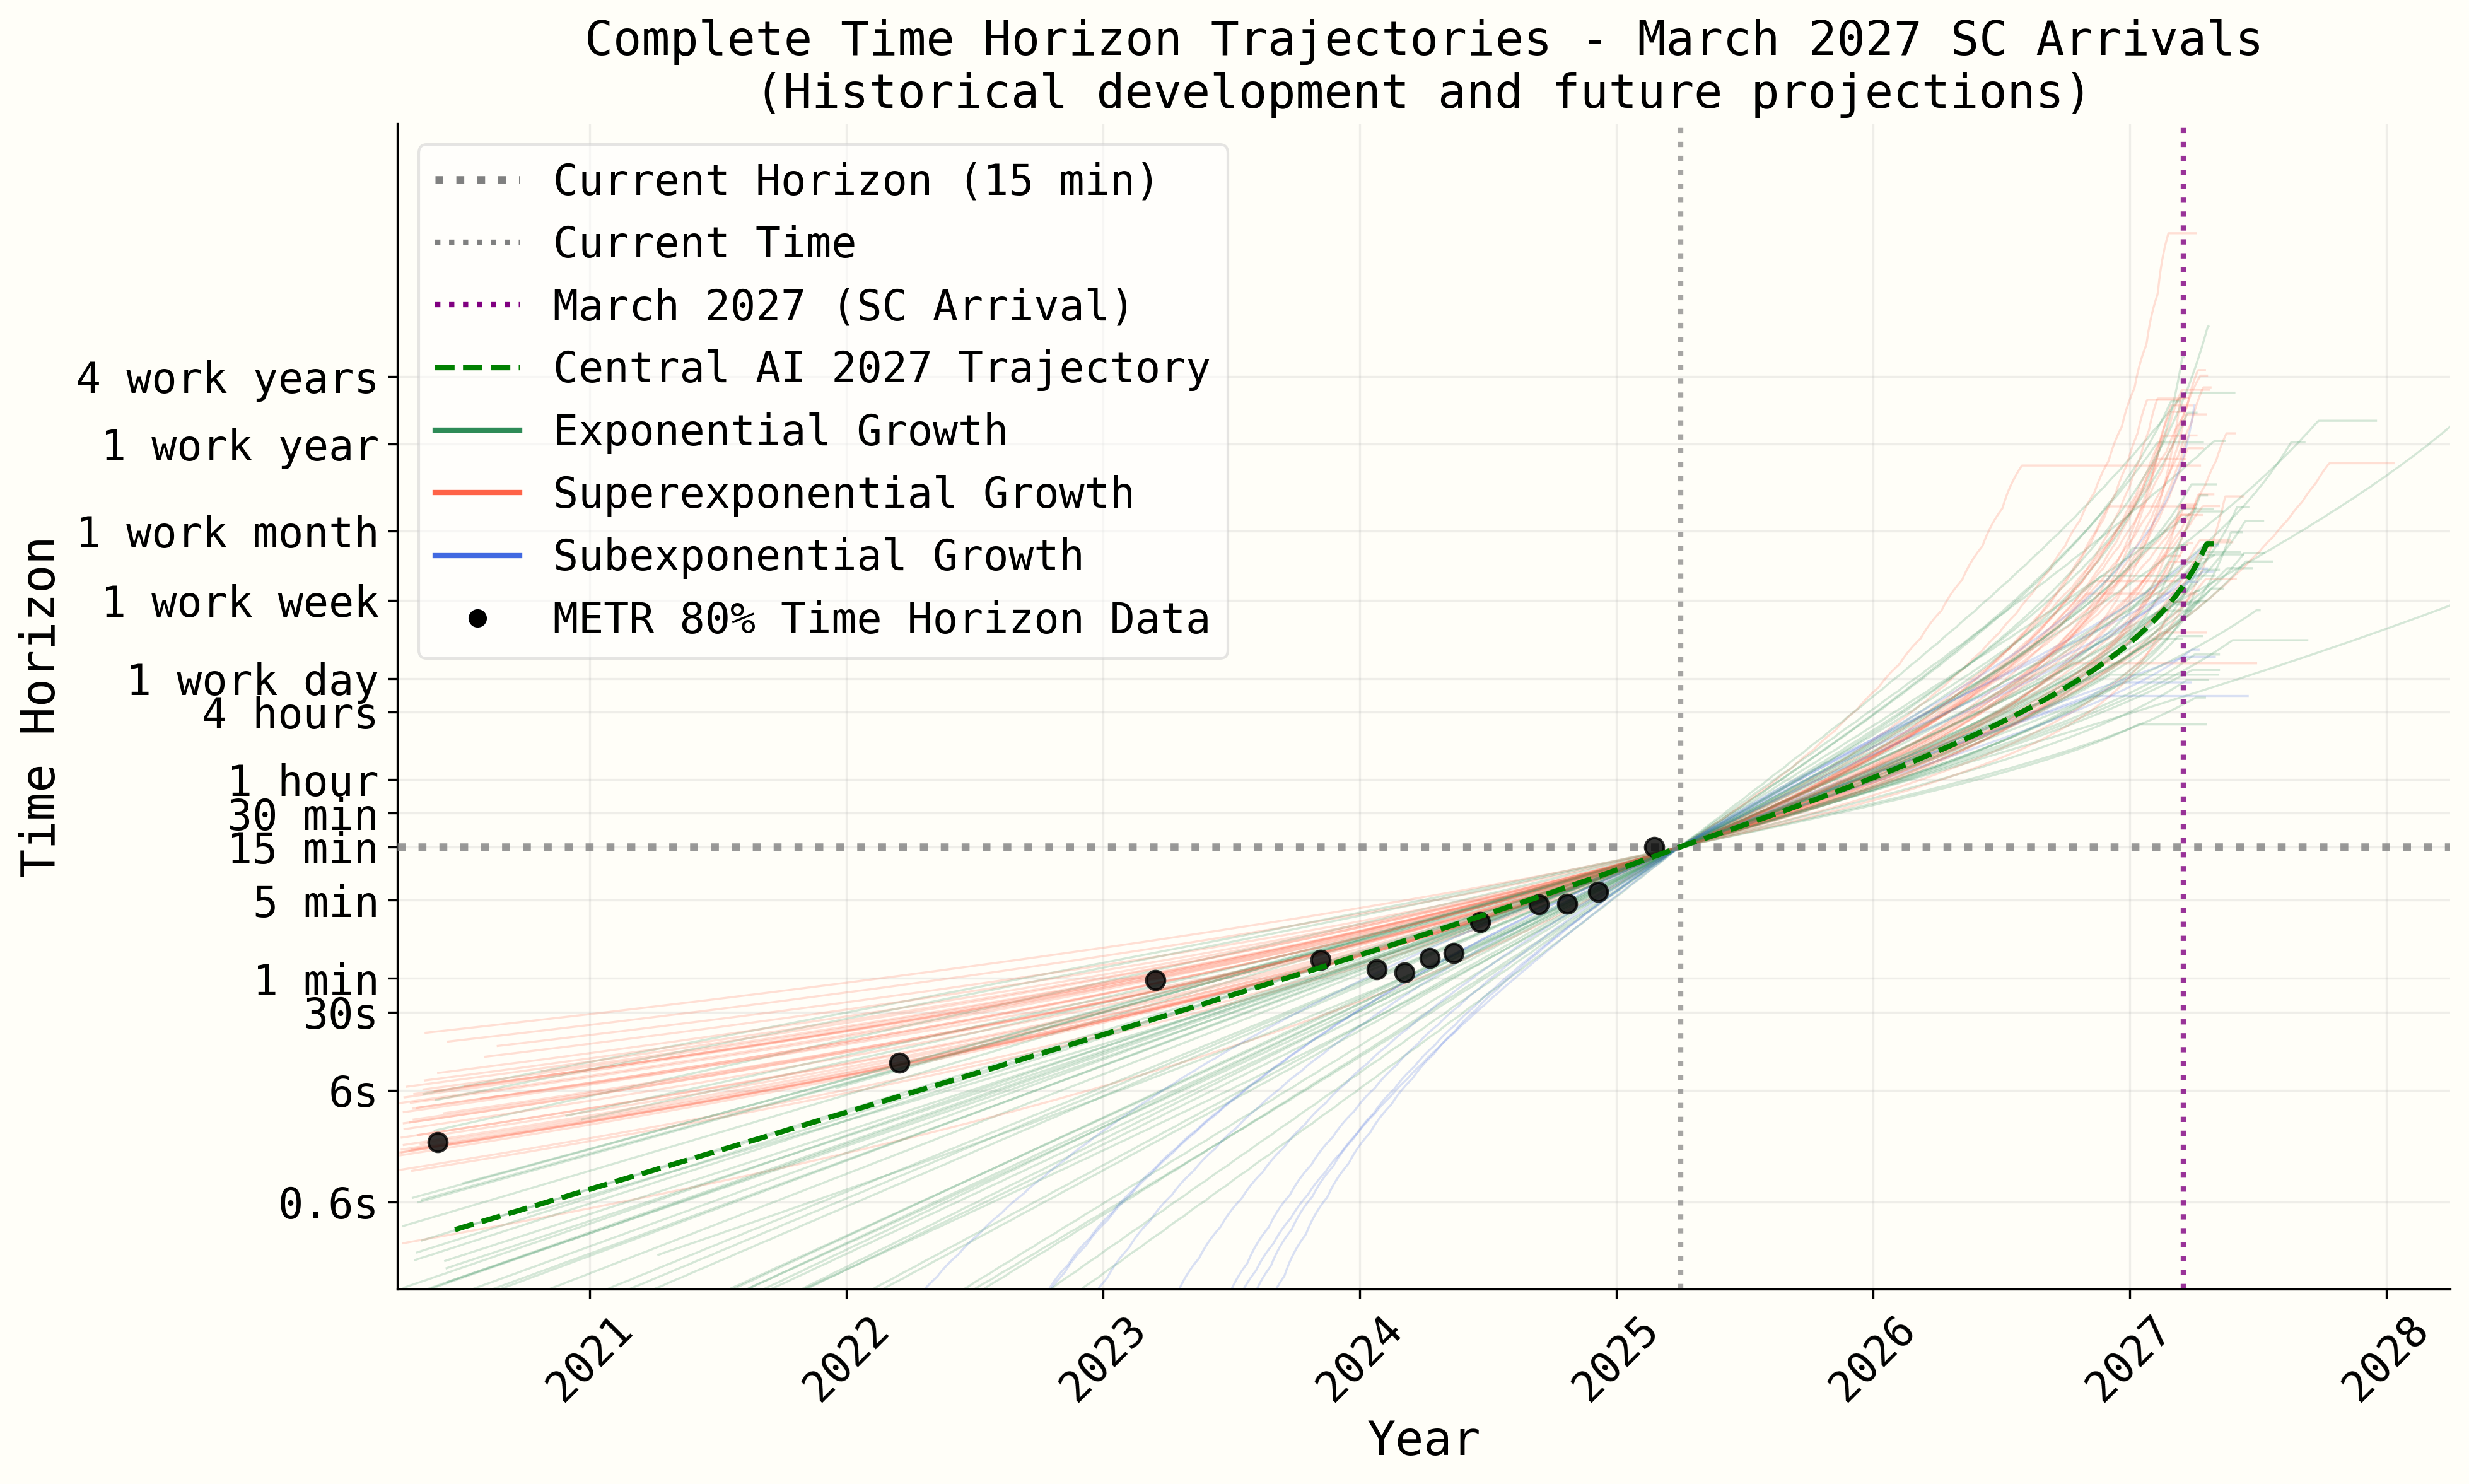 Complete Time Horizon Trajectories - March 2027 SC Arrivals
(Historical development and future projections)
Current Horizon (15 min)
Current Time
March 2027 (SC Arrival)
Central AI 2027 Trajectory
Exponential Growth
Superexponential Growth
Subexponential Growth
METR 80% Time Horizon Data
Time Horizon
4 work years
1 work year
1 work month
1 work week
1 work day
4 hours
1 hour
30 min
15 min
5 min
1 min
30s
6s
0.6s
2021
2022
2023
2024
2025
2026
2027
2028
Year